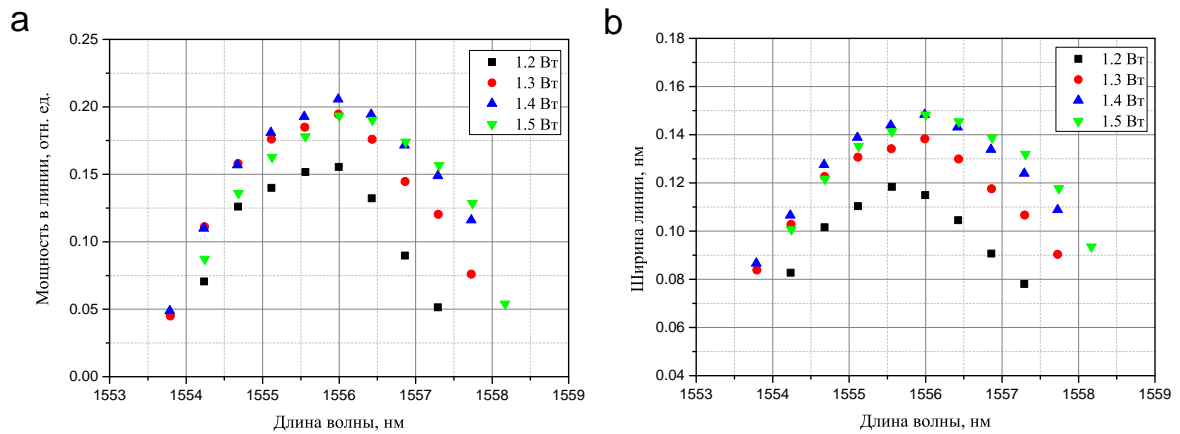 a
0.25
0.20
0.15
0.10
0.05
0.00
1553 1554 1555 1556 1557 1558 1559
Мощность в линии, отн. ед.
Длина волны, нм
1.2 Вт
1.3 Вт
1.4 Вт
1.5 Вт
b
0.18
0.16
0.14
0.12
0.10
0.08
0.06
0.04
1553 1554 1555 1556 1557 1558 1559
Ширина линии, нм
Длина волны, нм
1.2 Вт
1.3 Вт
1.4 Вт
1.5 Вт